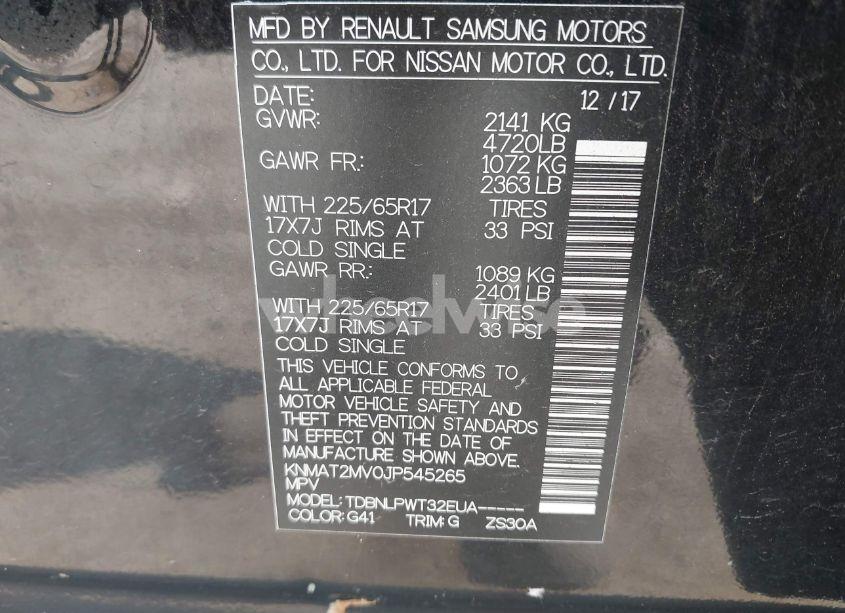 MFD BY RENAULT SAMSUNG MOTORS
CO., LTD. FOR NISSAN MOTOR CO., LTD.
DATE: 12 / 17
GVWR: 2141 KG
4720LB
GAWR FR.: 1072 KG
2363 LB
WITH 225/65R17 TIRES
17X7J RIMS AT 33 PSI
COLD SINGLE
GAWR RR.: 1089 KG
2401 LB
WITH 225/65R17 TIRES
17X7J RIMS AT 33 PSI
COLD SINGLE
THIS VEHICLE CONFORMS TO
ALL APPLICABLE FEDERAL
MOTOR VEHICLE SAFETY AND
THEFT PREVENTION STANDARDS
IN EFFECT ON THE DATE OF
MANUFACTURE SHOWN ABOVE.
KNMAT2MV0JP545265
MPV
MODEL: TDBNLPWT32EUA-----
COLOR: G41 TRIM: G ZS30A